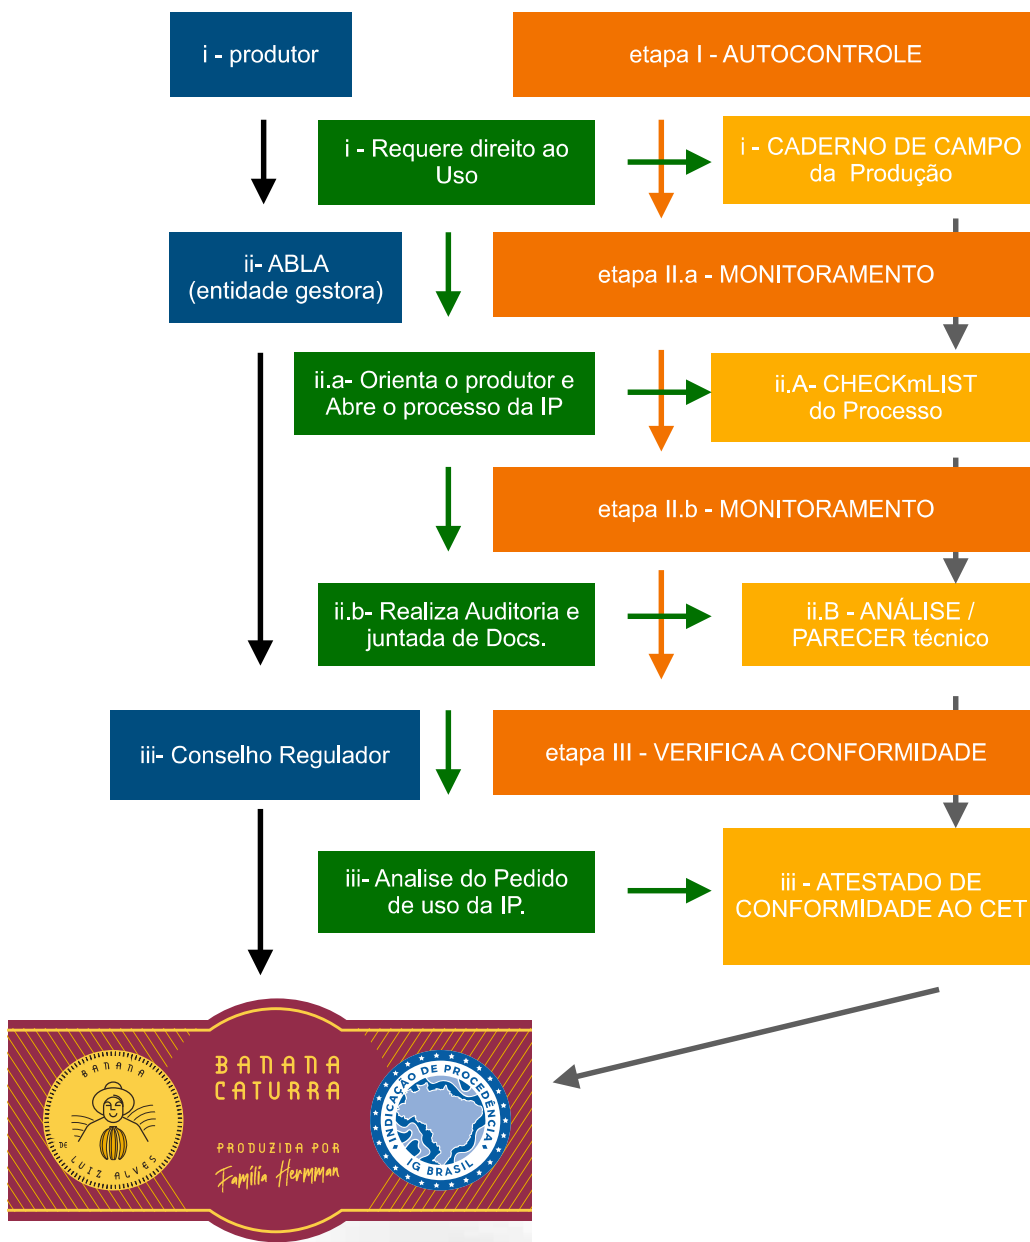 i - produtor
etapa I - AUTOCONTROLE
i - Requere direito ao
Uso
i - CADERNO DE CAMPO
da Produção
ii- ABLA
(entidade gestora)
etapa II.a - MONITORAMENTO
ii.a- Orienta o produtor e
Abre o processo da IP
ii.A- CHECKmLIST
do Processo
etapa II.b - MONITORAMENTO
ii.b- Realiza Auditoria e
juntada de Docs.
ii.B - ANÁLISE /
PARECER técnico
iii- Conselho Regulador
etapa III - VERIFICA A CONFORMIDADE
iii- Analise do Pedido
de uso da IP.
iii - ATESTADO DE
CONFORMIDADE AO CET
BANANA
DE LUIZ ALVES
BANANA
CATURRA
PRODUZIDA POR
Família Hermman
INDICAÇÃO DE PROCEDÊNCIA
IG BRASIL